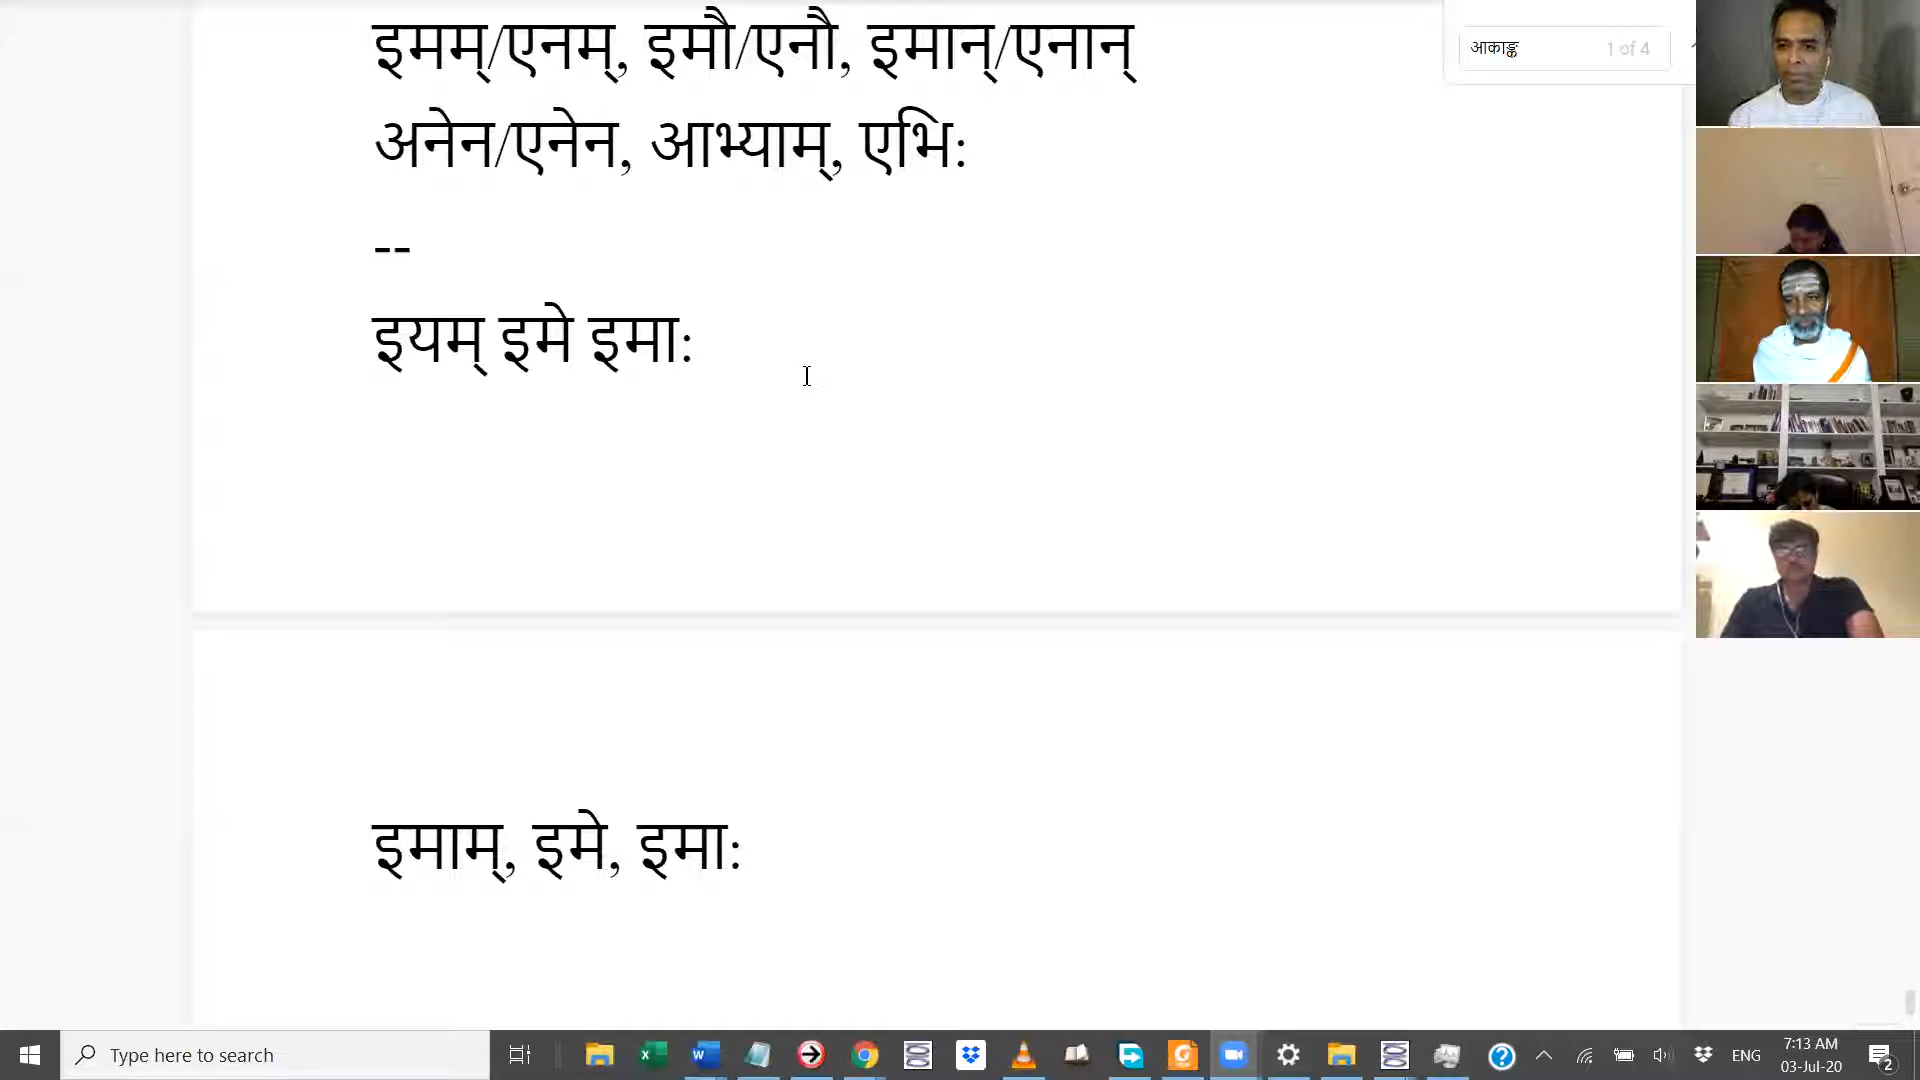 इमम्/एनम्, इमौ/एनौ, इमान्/एनान्
आकाङ्क 1 of 4
अनेन/एनेन, आभ्याम्, एभिः
--
इयम् इमे इमाः
इमाम्, इमे, इमाः
Type here to search
ENG
7:13 AM
03-Jul-20
2